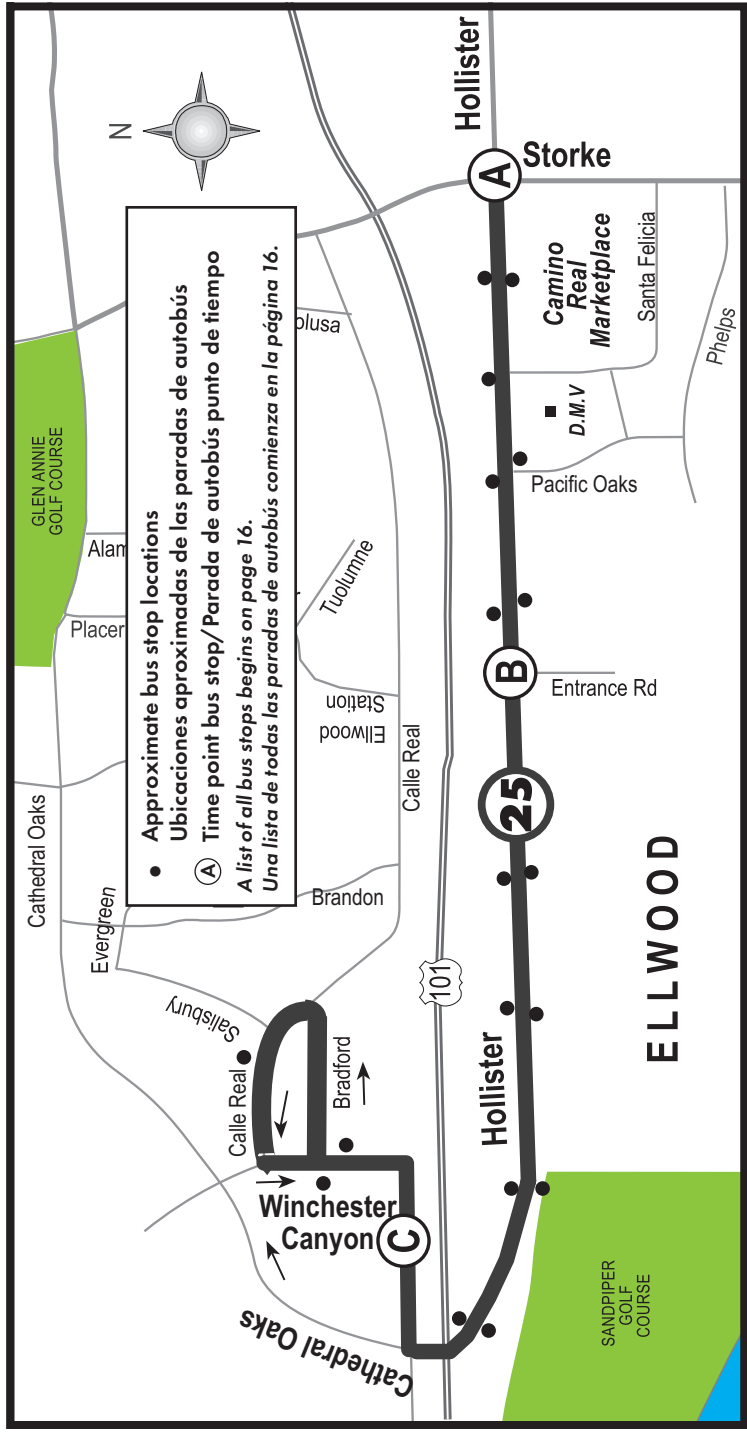 N
Approximate bus stop locations
Ubicaciones aproximadas de las paradas de autobús
A
Time point bus stop/Parada de autobús punto de tiempo
A list of all bus stops begins on page 16.
Una lista de todas las paradas de autobús comienza en la página 16.
GLEN ANNIE
GOLF COURSE
Cathedral Oaks
Evergreen
Placer
Salisbury
Brandon
Ellwood
Station
Tuolumne
Calle Real
Calle Real
Bradford
Winchester
Canyon
C
Cathedral Oaks
101
Hollister
25
B
A
Hollister
Storke
Camino
Real
Marketplace
D.M.V
Santa Felicia
Phelps
Pacific Oaks
Entrance Rd
ELLWOOD
SANDPIPER
GOLF
COURSE